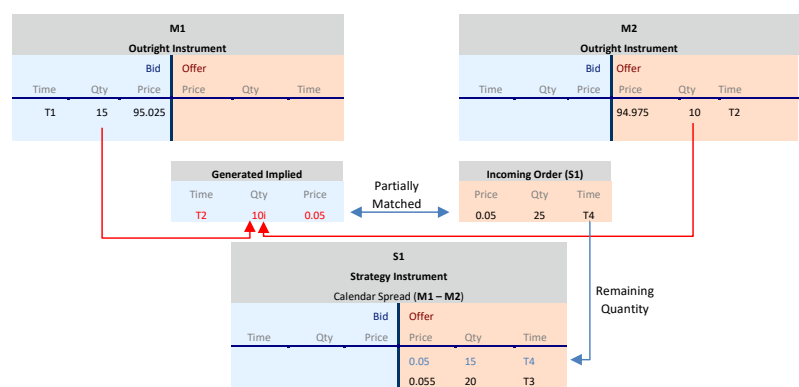 M1
Outright Instrument
Bid Offer
Time Qty Price Price Qty Time
T1 15 95.025
M2
Outright Instrument
Bid Offer
Time Qty Price Price Qty Time
94.975 10 T2
Generated Implied
Time Qty Price
T2 10i 0.05
Partially
Matched
Incoming Order (S1)
Price Qty Time
0.05 25 T4
Remaining
Quantity
S1
Strategy Instrument
Calendar Spread (M1 – M2)
Bid Offer
Time Qty Price Price Qty Time
0.05 15 T4
0.055 20 T3